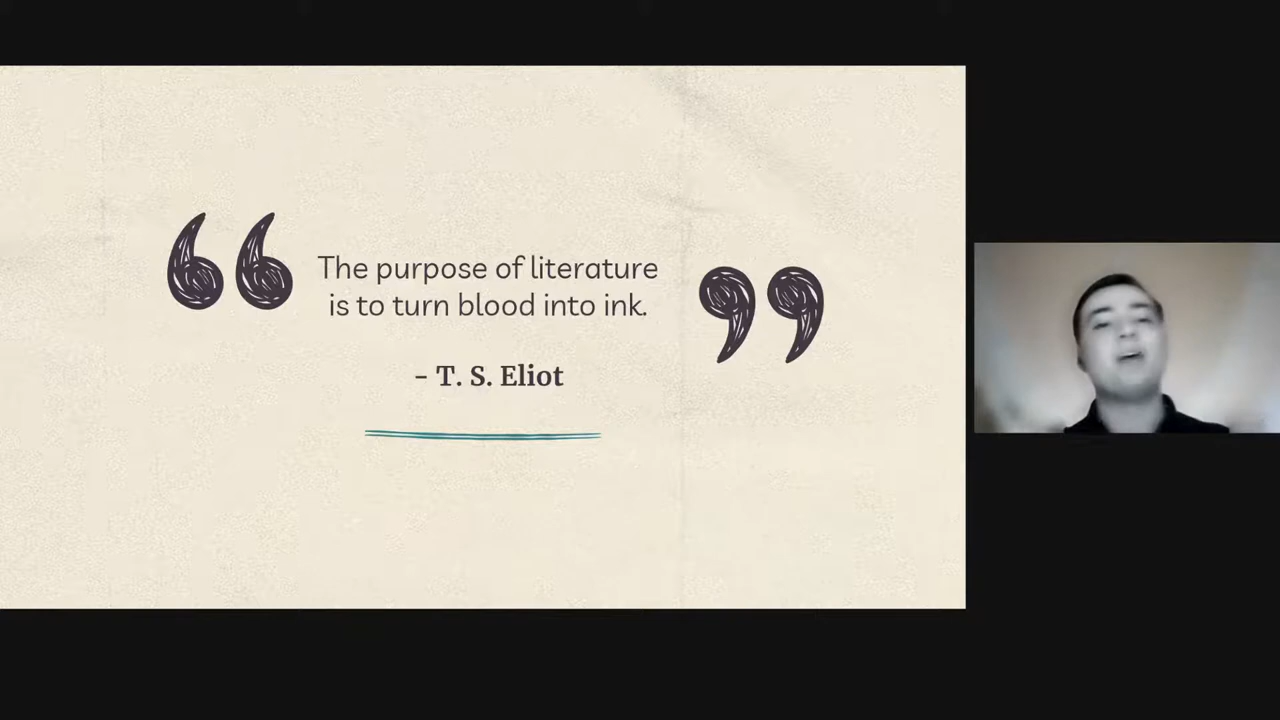 The purpose of literature
is to turn blood into ink.
– T. S. Eliot